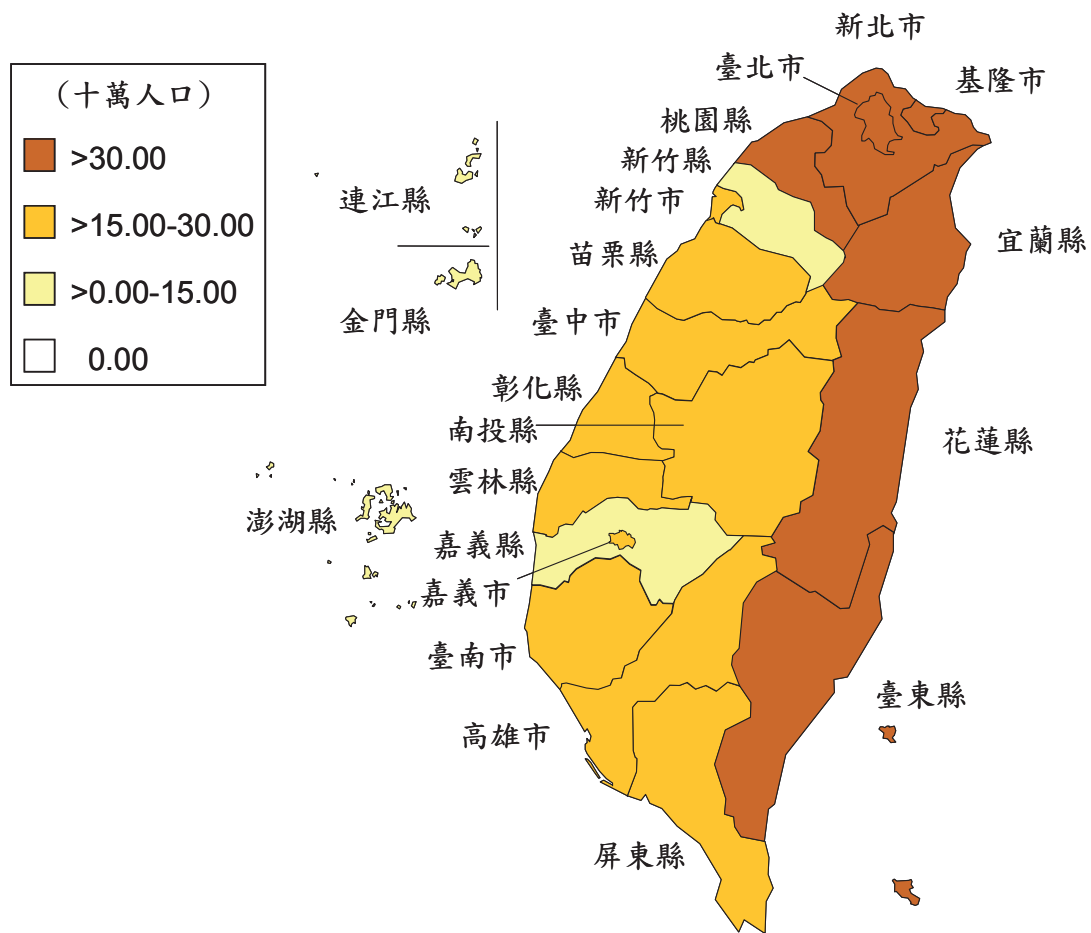 (十萬人口)
>30.00
>15.00-30.00
>0.00-15.00
0.00
新北市
臺北市
基隆市
桃園縣
新竹縣
新竹市
連江縣
宜蘭縣
苗栗縣
金門縣
臺中市
彰化縣
南投縣
花蓮縣
雲林縣
澎湖縣
嘉義縣
嘉義市
臺南市
臺東縣
高雄市
屏東縣